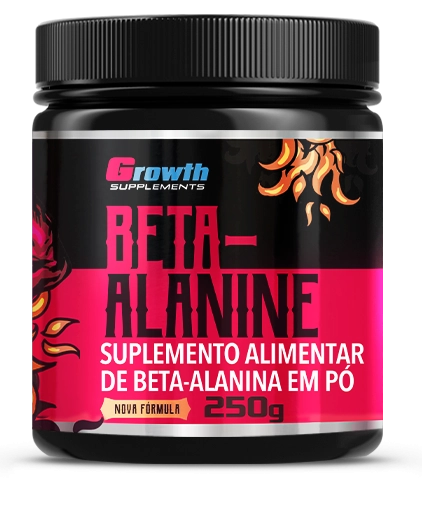 Growth
SUPPLEMENTS
BETA-
ALANINE
SUPLEMENTO ALIMENTAR
DE BETA-ALANINA EM PÓ
NOVA FÓRMULA 250g